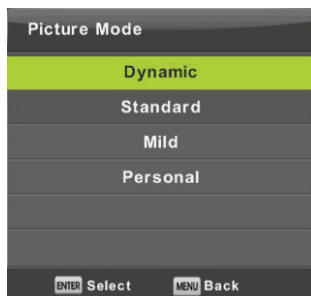 Picture Mode
Dynamic
Standard
Mild
Personal
ENTER Select MENU Back